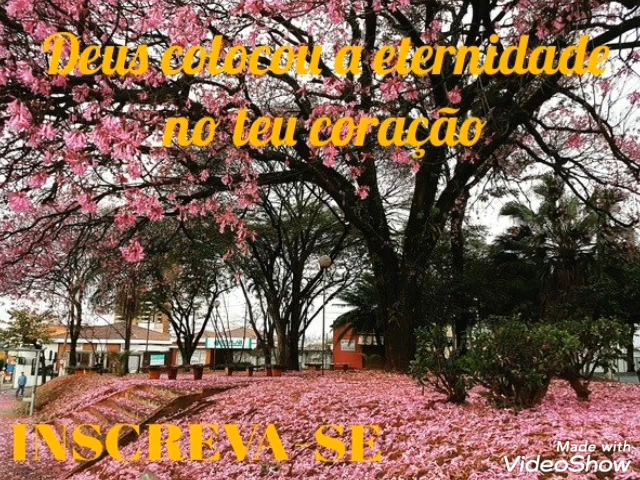 Deus colocou a eternidade
no teu coração
INSCREVA-SE
Made with
VideoShow